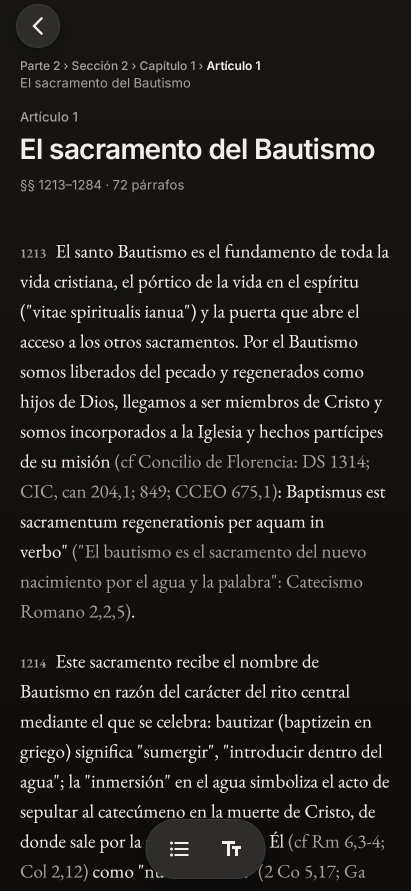 Parte 2 › Sección 2 › Capítulo 1 › Artículo 1
El sacramento del Bautismo
Artículo 1
El sacramento del Bautismo
§§ 1213–1284 · 72 párrafos
1213 El santo Bautismo es el fundamento de toda la
vida cristiana, el pórtico de la vida en el espíritu
("vitae spiritualis ianua") y la puerta que abre el
acceso a los otros sacramentos. Por el Bautismo
somos liberados del pecado y regenerados como
hijos de Dios, llegamos a ser miembros de Cristo y
somos incorporados a la Iglesia y hechos partícipes
de su misión (cf Concilio de Florencia: DS 1314;
CIC, can 204,1; 849; CCEO 675,1): Baptismus est
sacramentum regenerationis per aquam in
verbo" ("El bautismo es el sacramento del nuevo
nacimiento por el agua y la palabra": Catecismo
Romano 2,2,5).
1214 Este sacramento recibe el nombre de
Bautismo en razón del carácter del rito central
mediante el que se celebra: bautizar (baptizein en
griego) significa "sumergir", "introducir dentro del
agua"; la "inmersión" en el agua simboliza el acto de
sepultar al catecúmeno en la muerte de Cristo, de
donde sale por la Él (cf Rm 6,3-4;
Col 2,12) como (2 Co 5,17; Ga